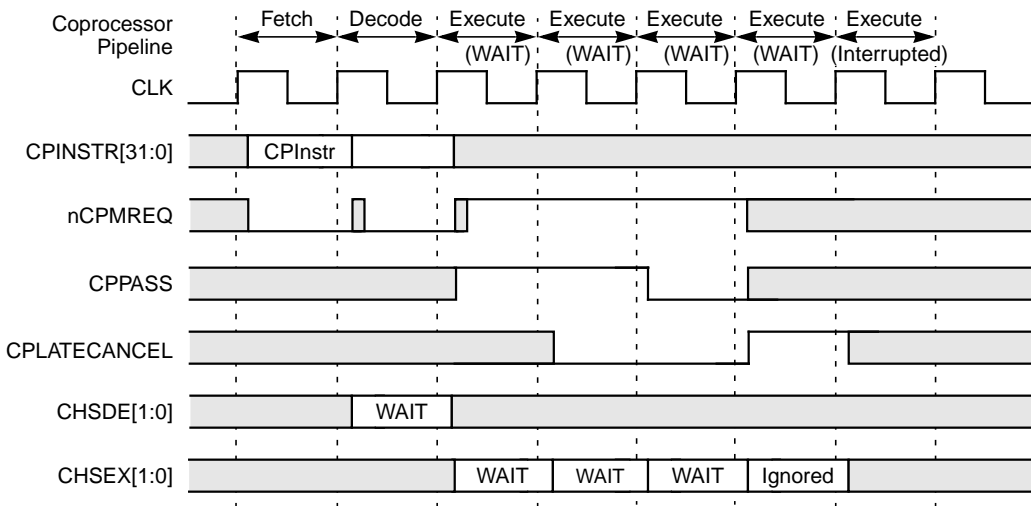 Coprocessor
Pipeline
Fetch Decode Execute Execute Execute Execute Execute
(WAIT) (WAIT) (WAIT) (WAIT) (Interrupted)
CLK
CPINSTR[31:0] CPInstr
nCPMREQ
CPPASS
CPLATECANCEL
CHSDE[1:0] WAIT
CHSEX[1:0] WAIT WAIT WAIT Ignored